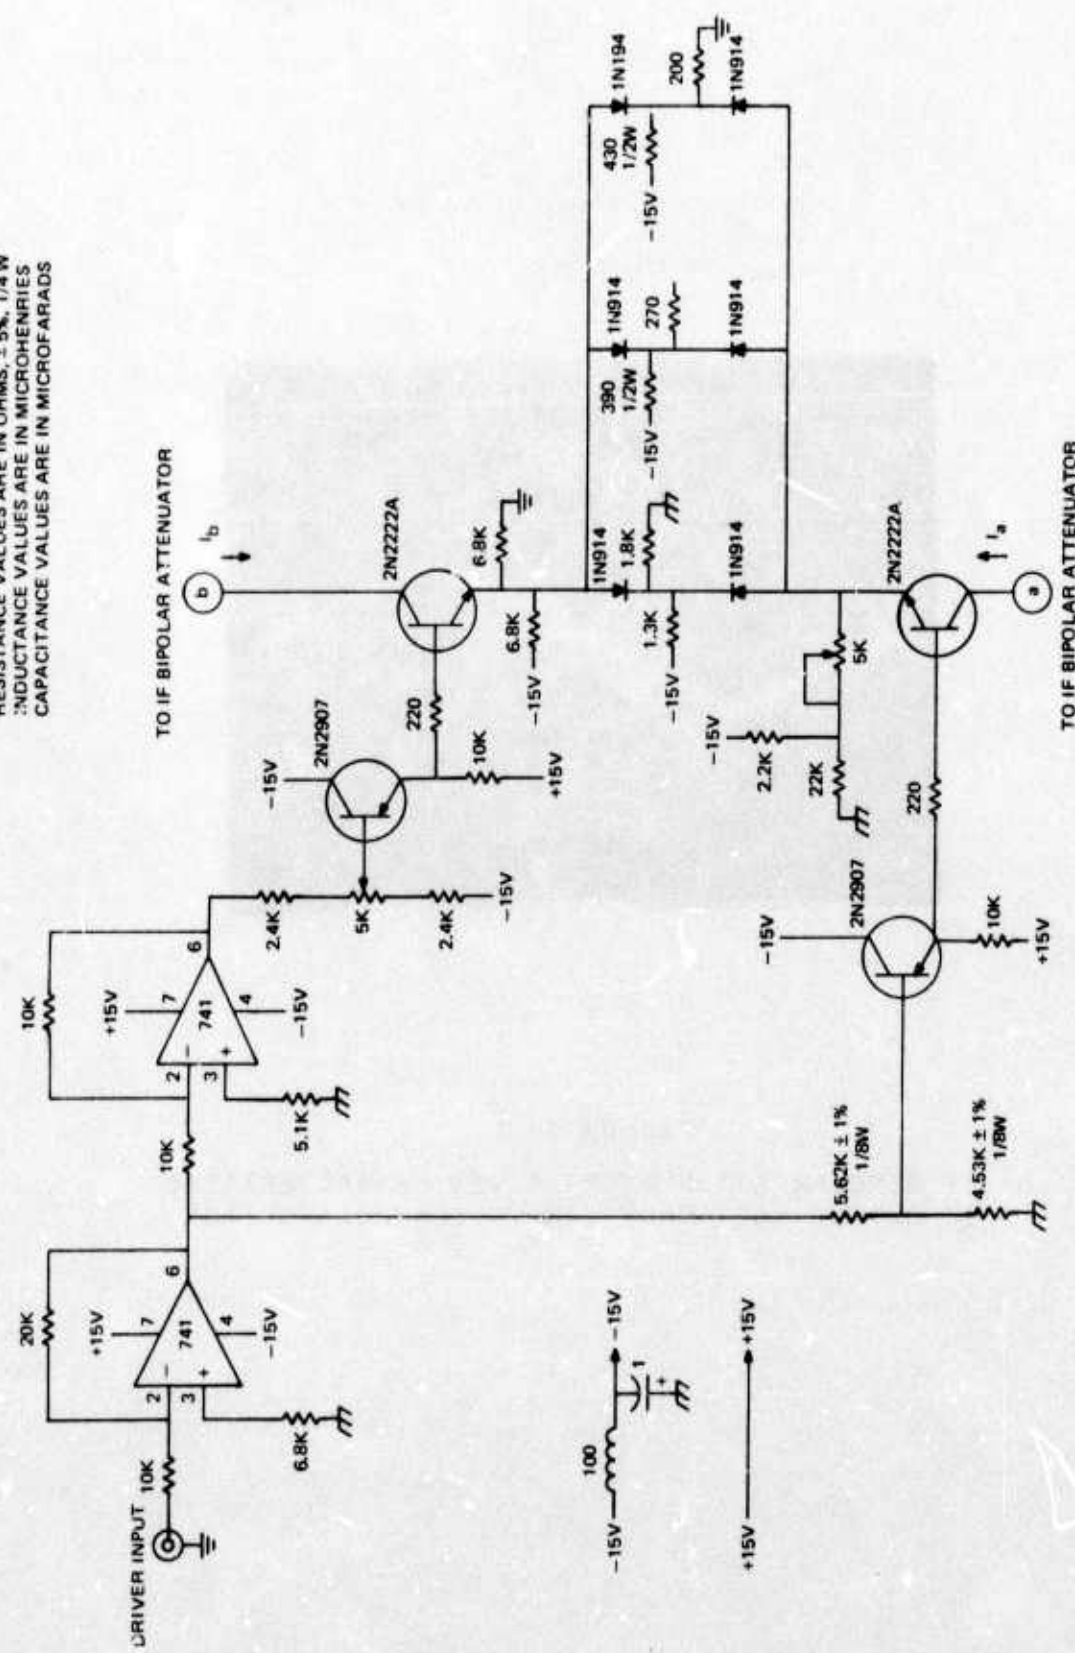 RESISTANCE VALUES ARE IN OHMS, ± 5%, 1/4 W
INDUCTANCE VALUES ARE IN MICROHENRIES
CAPACITANCE VALUES ARE IN MICROFARADS
TO IF BIPOLAR ATTENUATOR
b
Ib
2N2222A
6.8K
6.8K
−15V
2N2907
−15V
220
10K
+15V
2.4K
5K
2.4K
−15V
10K
+15V
7
6
741
2
−
3
+
4
−15V
5.1K
10K
20K
+15V
7
6
741
2
−
3
+
4
−15V
6.8K
10K
DRIVER INPUT
1N914
1.8K
1.3K
−15V
1N914
1N914
390
1/2W
−15V
270
1N914
1N194
430
1/2W
−15V
200
1N914
−15V
2.2K
22K
5K
2N2222A
Ia
a
TO IF BIPOLAR ATTENUATOR
220
2N2907
−15V
10K
+15V
5.62K ± 1%
1/8W
4.53K ± 1%
1/8W
−15V
100
−15V
1
+
+15V
+15V